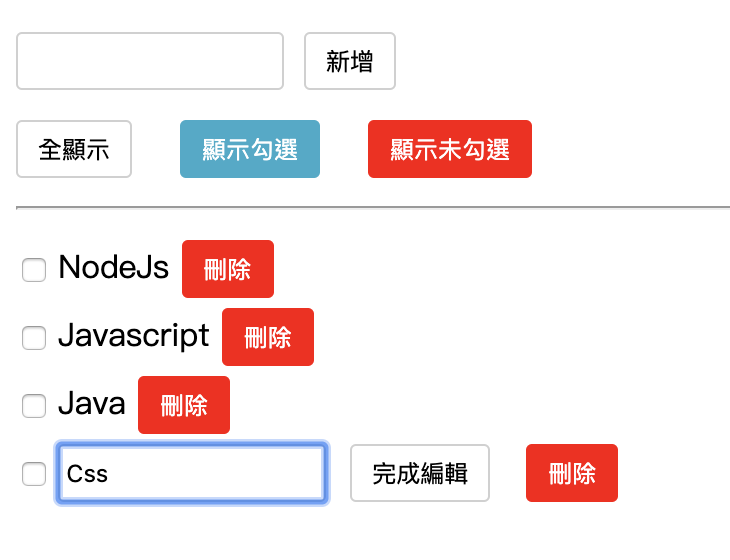 新增
全顯示 顯示勾選 顯示未勾選
NodeJs 刪除
Javascript 刪除
Java 刪除
Css 完成編輯 刪除